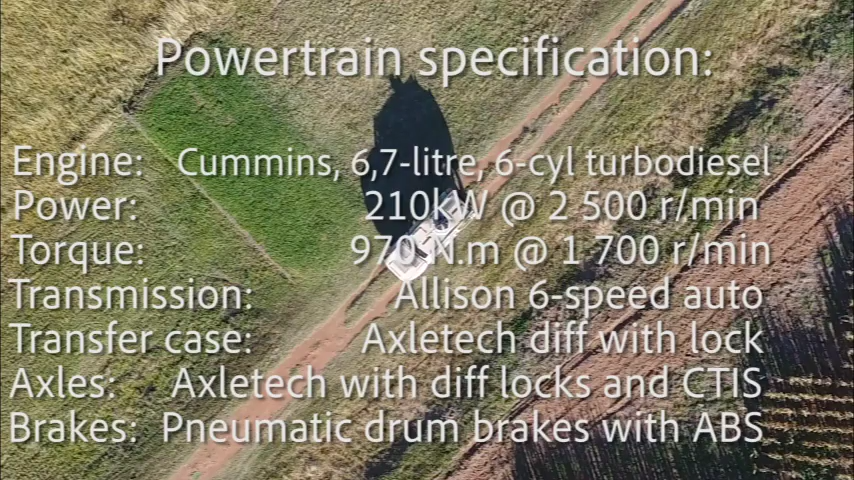 Powertrain specification:
Engine: Cummins, 6,7-litre, 6-cyl turbodiesel
Power: 210kW @ 2 500 r/min
Torque: 970 N.m @ 1 700 r/min
Transmission: Allison 6-speed auto
Transfer case: Axletech diff with lock
Axles: Axletech with diff locks and CTIS
Brakes: Pneumatic drum brakes with ABS